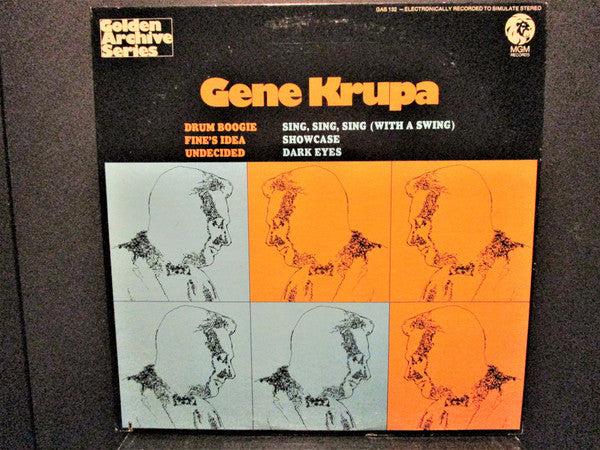 Golden
Archive
Series
GAS 132 – ELECTRONICALLY RECORDED TO SIMULATE STEREO
MGM
RECORDS
Gene Krupa
DRUM BOOGIE SING, SING, SING (WITH A SWING)
FINE'S IDEA SHOWCASE
UNDECIDED DARK EYES